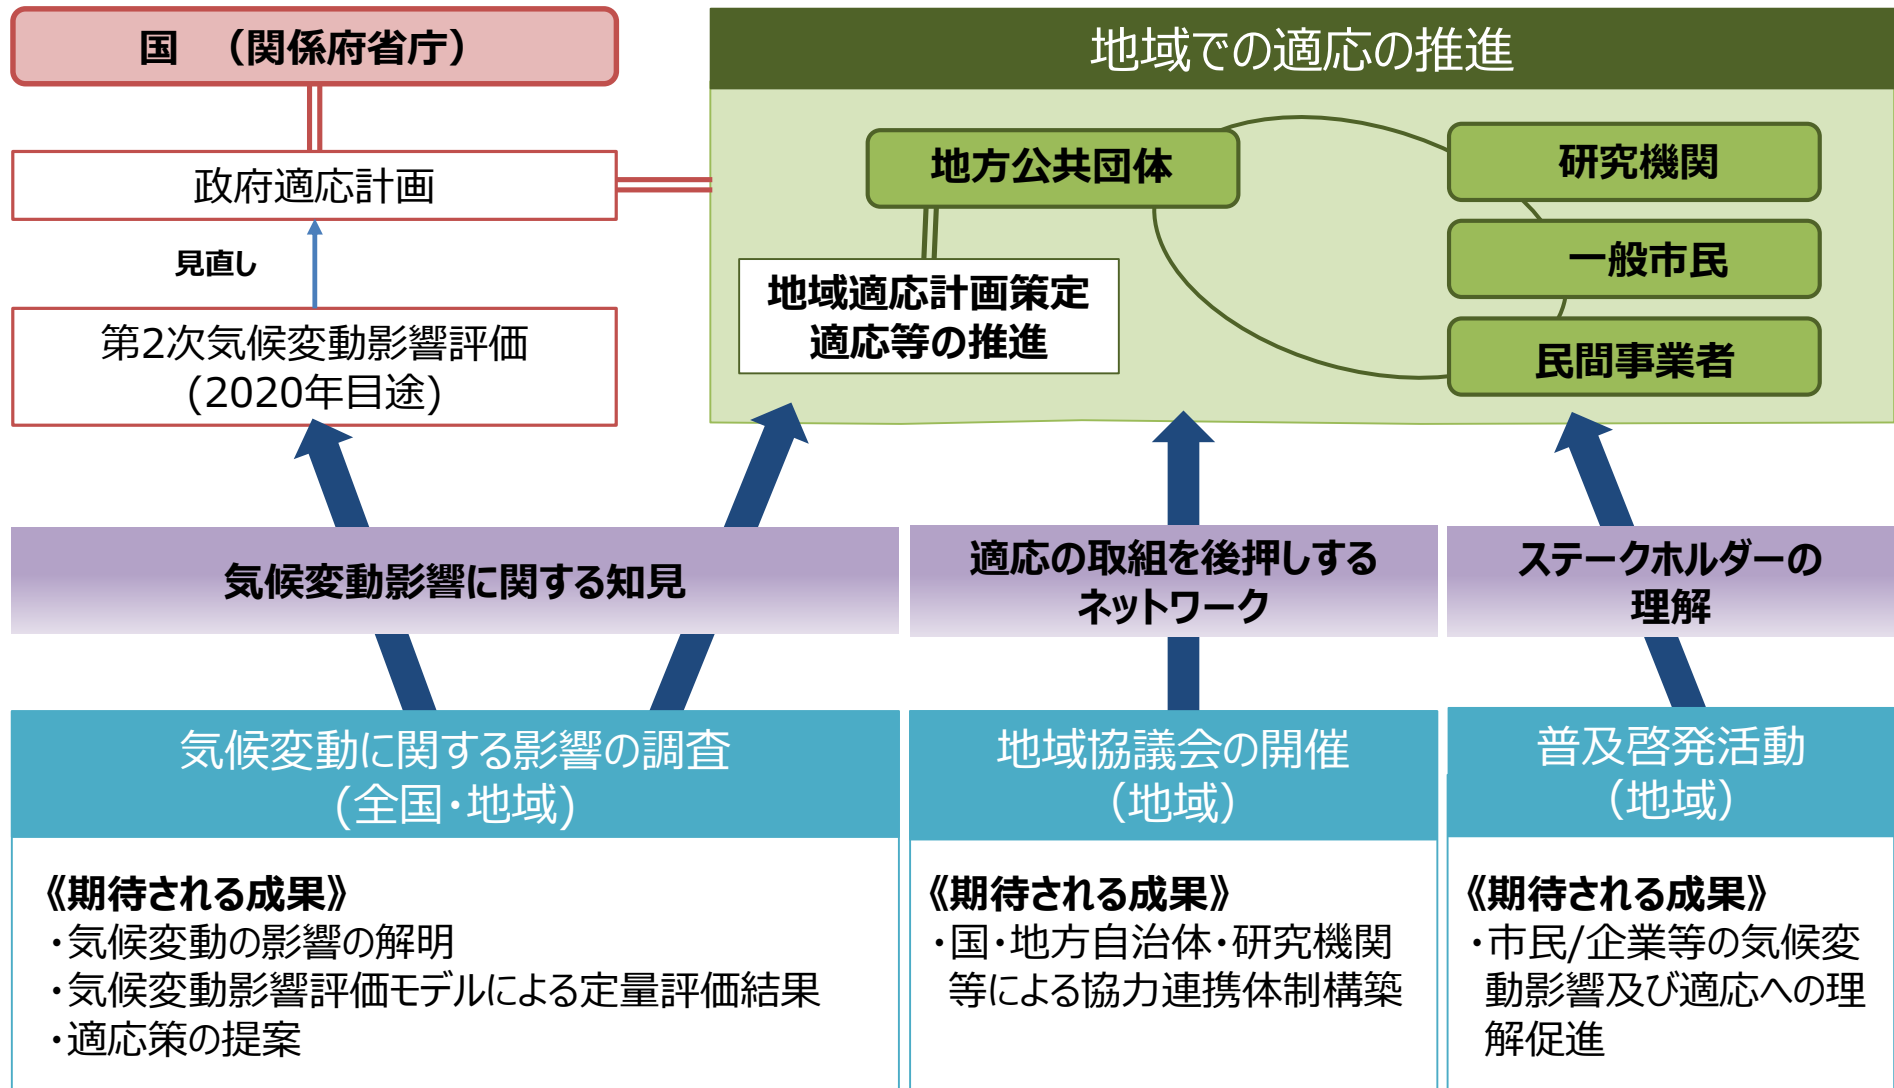 国　（関係府省庁）
政府適応計画
見直し
第2次気候変動影響評価
(2020年目途)
地域での適応の推進
地方公共団体
地域適応計画策定
適応等の推進
研究機関
一般市民
民間事業者
気候変動影響に関する知見
適応の取組を後押しする
ネットワーク
ステークホルダーの
理解
気候変動に関する影響の調査
(全国・地域)
《期待される成果》
・気候変動の影響の解明
・気候変動影響評価モデルによる定量評価結果
・適応策の提案
地域協議会の開催
（地域）
《期待される成果》
・国・地方自治体・研究機関
等による協力連携体制構築
普及啓発活動
（地域）
《期待される成果》
・市民/企業等の気候変
動影響及び適応への理
解促進